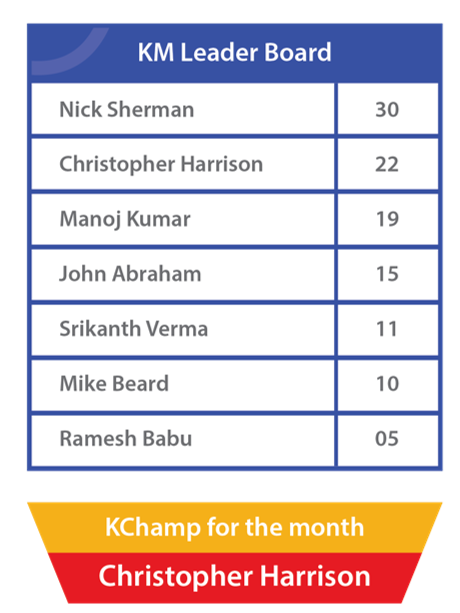 KM Leader Board
Nick Sherman 30
Christopher Harrison 22
Manoj Kumar 19
John Abraham 15
Srikanth Verma 11
Mike Beard 10
Ramesh Babu 05
KChamp for the month
Christopher Harrison